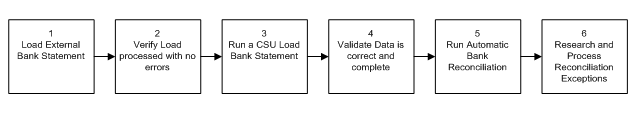 1
Load External
Bank Statement
2
Verify Load
processed with no
errors
3
Run a CSU Load
Bank Statement
4
Validate Data is
correct and
complete
5
Run Automatic
Bank
Reconciliation
6
Research and
Process
Reconciliation
Exceptions